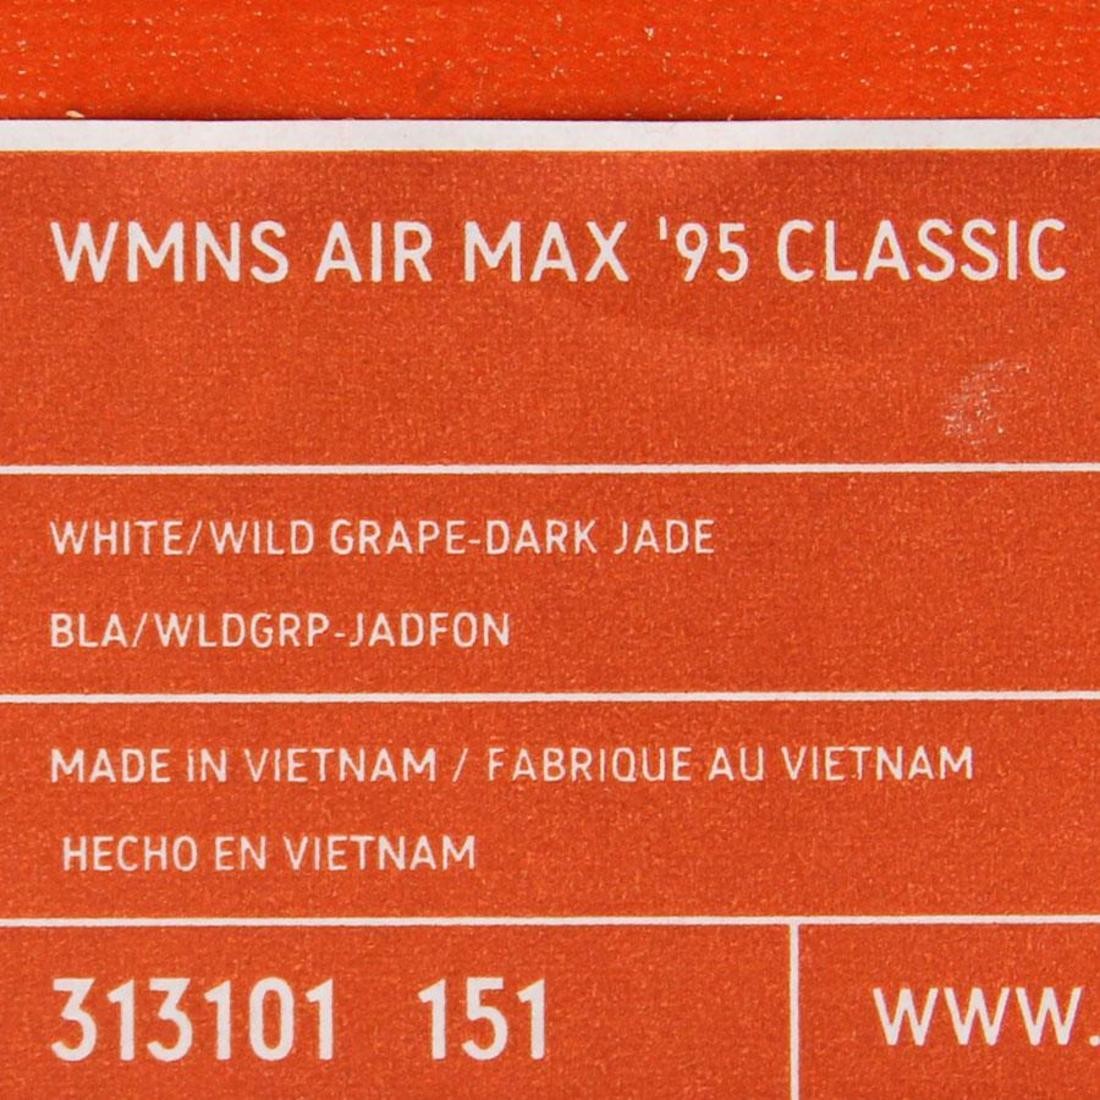 WMNS AIR MAX '95 CLASSIC
WHITE/WILD GRAPE-DARK JADE
BLA/WLDGRP-JADFON
MADE IN VIETNAM / FABRIQUE AU VIETNAM
HECHO EN VIETNAM
313101 151
WWW.